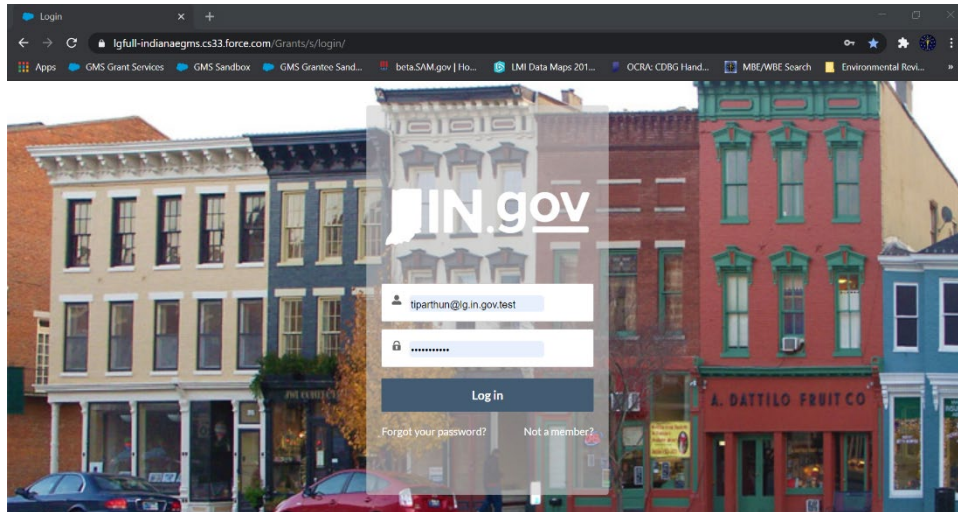 Login
lgfull-indianaegms.cs33.force.com/Grants/s/login/
Apps GMS Grant Services GMS Sandbox GMS Grantee Sand... beta.SAM.gov | Ho... LMI Data Maps 201... OCRA: CDBG Hand... MBE/WBE Search Environmental Revi... »
IN.gov
tiparthun@lg.in.gov.test
Log in
Forgot your password? Not a member?
A. DATTILO FRUIT CO